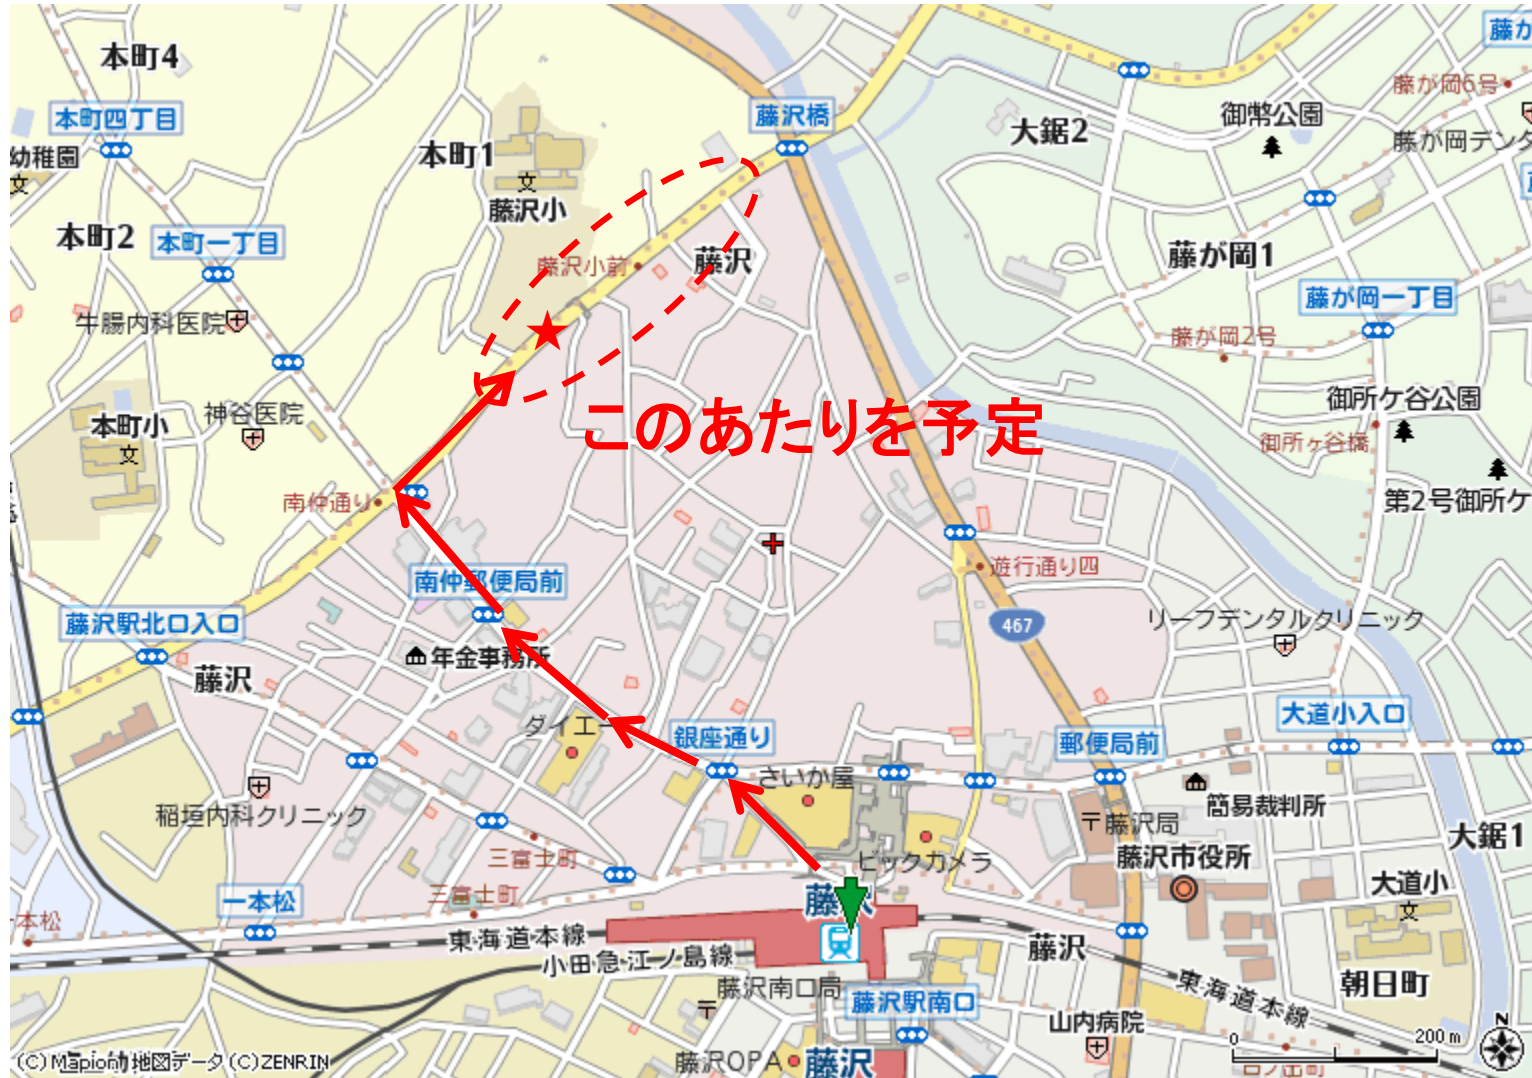 藤が
本町4
藤が岡6号
本町四丁目
藤沢橋
御幣公園
大鋸2
藤が岡デンタ
幼稚園
文
本町1
文
藤沢小
本町2
本町一丁目
藤沢小前
藤沢
藤が岡1
藤が岡一丁目
牛腸内科医院
藤が岡2号
御所ケ谷公園
神谷医院
本町小
文
このあたりを予定
御所ヶ谷橋
南仲通り
第2号御所ケ
南仲郵便局前
遊行通り四
藤沢駅北口入口
467
リーフデンタルクリニック
年金事務所
藤沢
ダイエー
銀座通り
大道小入口
郵便局前
さいか屋
稲垣内科クリニック
簡易裁判所
〒藤沢局
大鋸1
三富士町
ビックカメラ
藤沢市役所
三富士町
一本松
大道小
文
藤沢
本松
東海道本線
小田急江ノ島線
藤沢
東海道本線
朝日町
藤沢南口局
〒
藤沢駅南口
山内病院
N
0
200m
(C)Mapion 地図データ(C)ZENRIN
藤沢OPA
藤沢